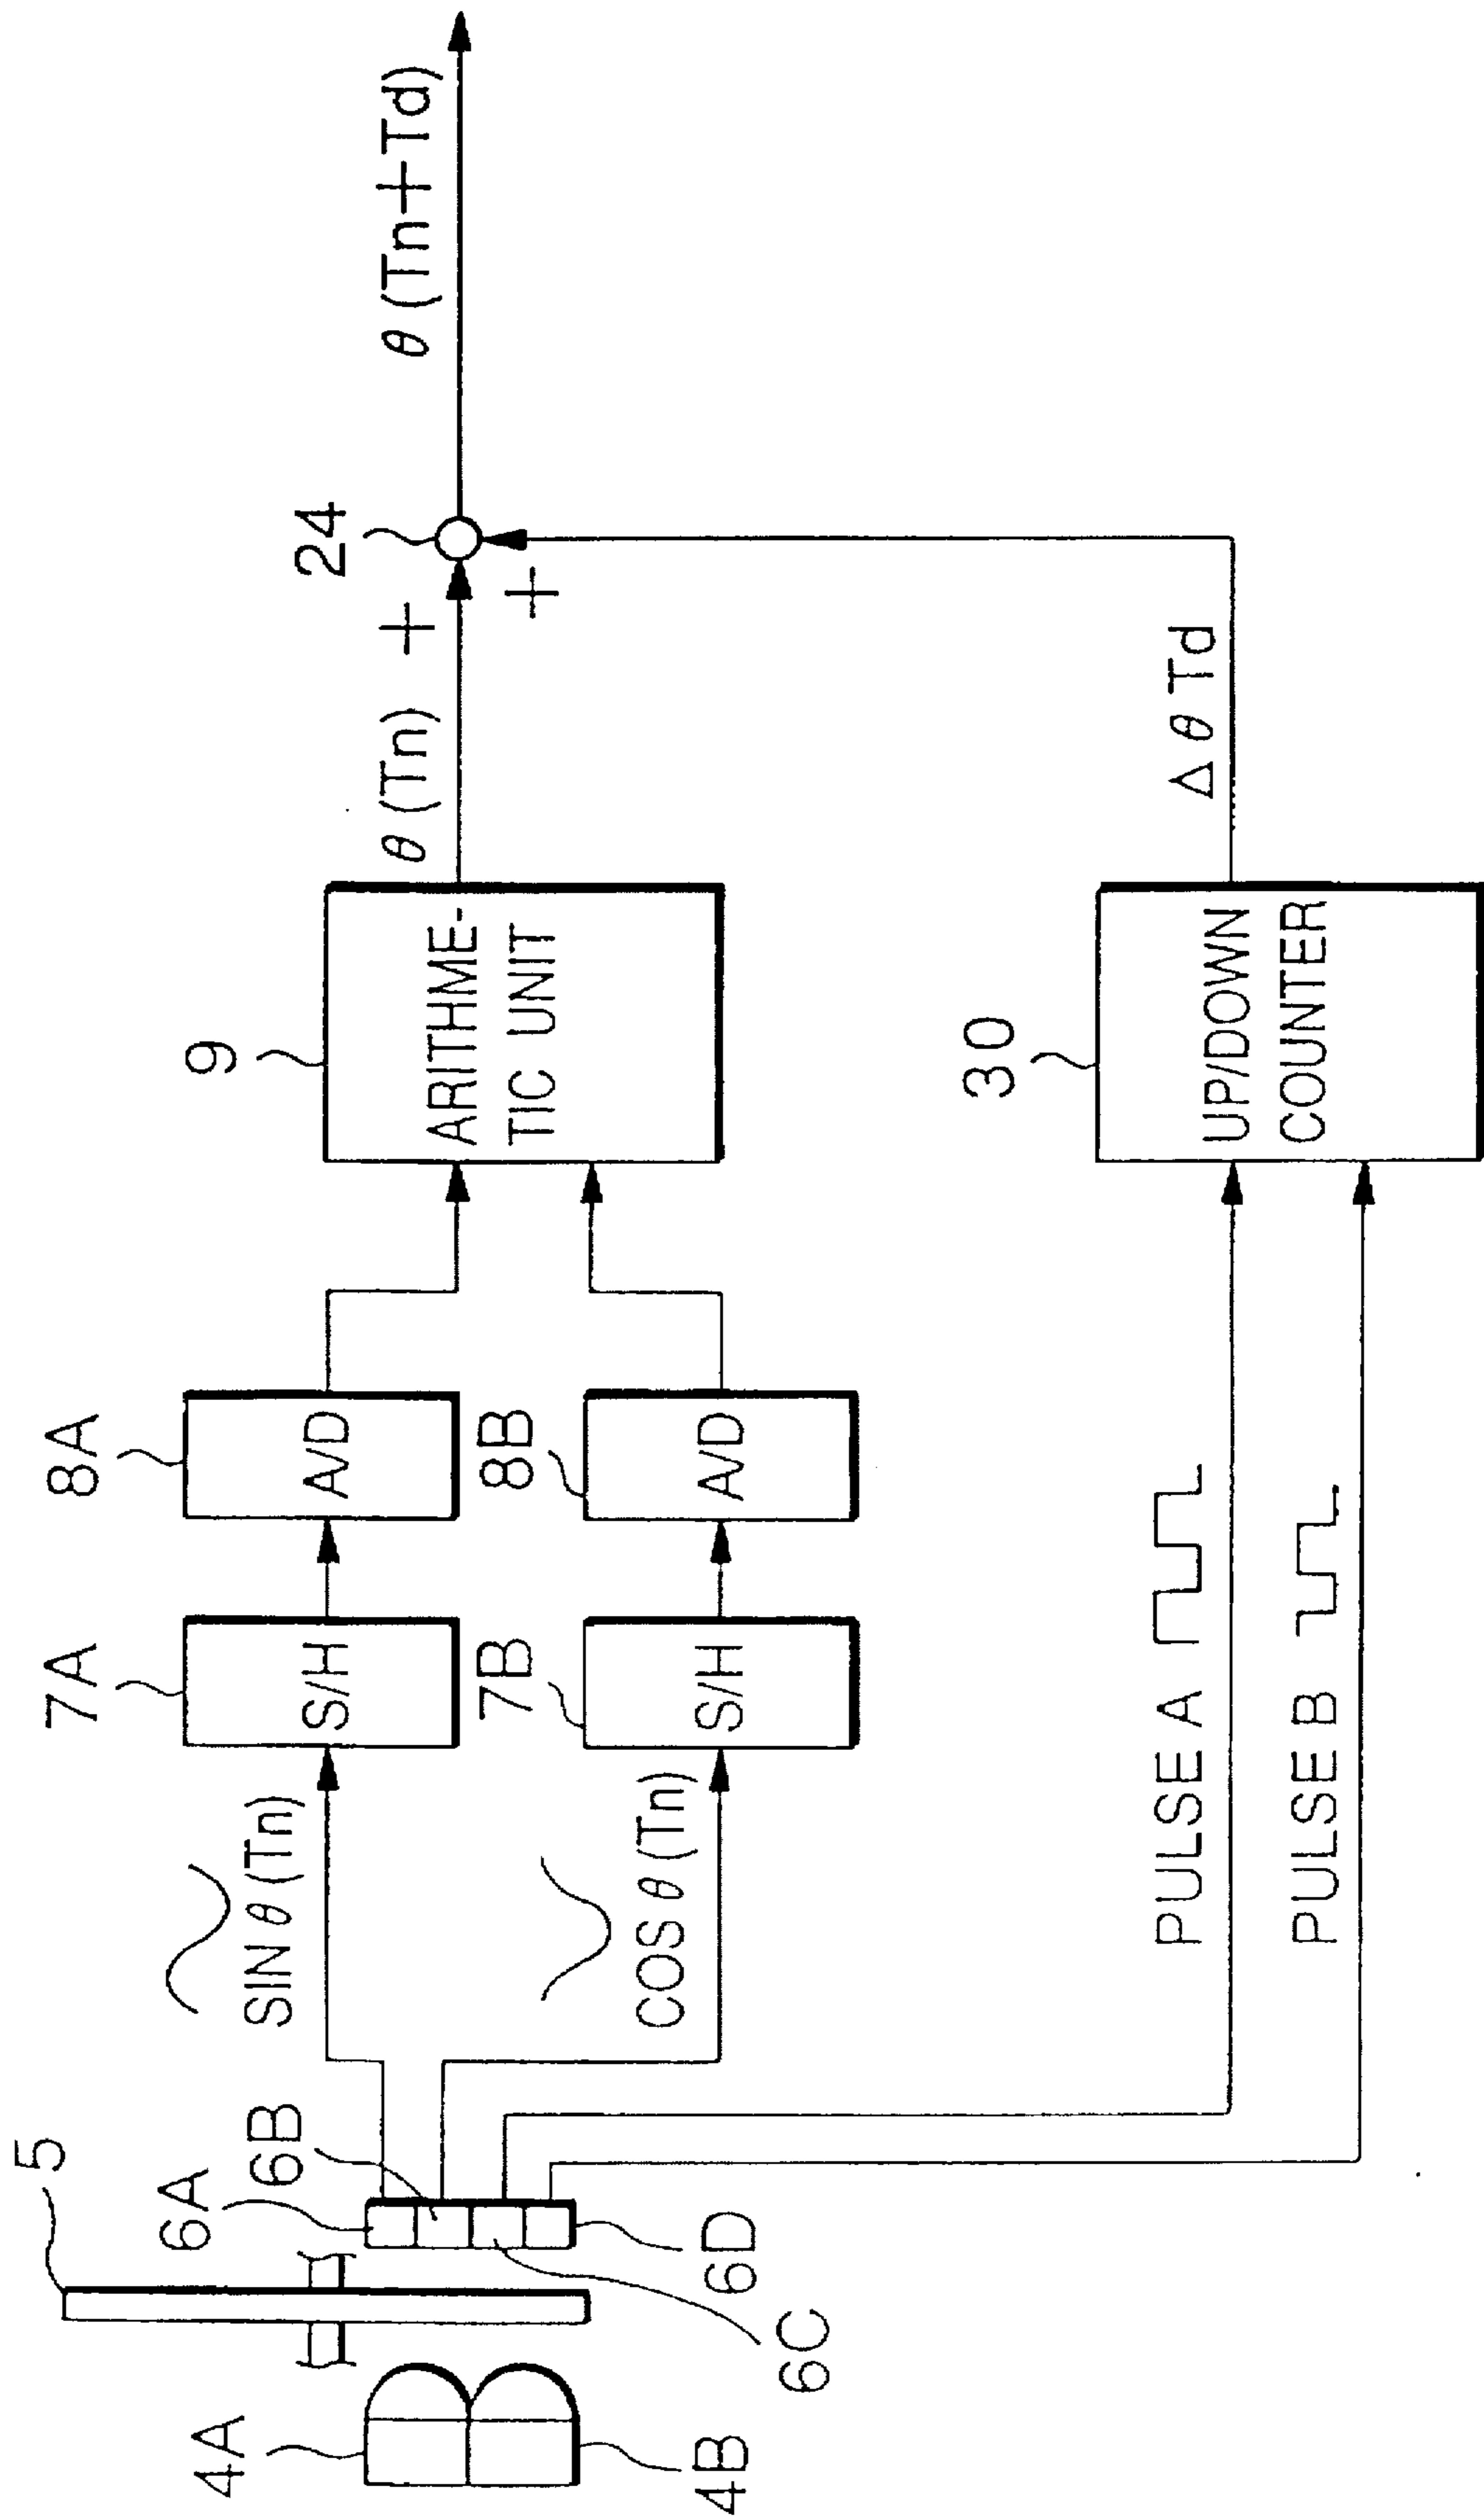 5
4A
4B
6A
6B
6C
6D
SIN θ (Tn)
COS θ (Tn)
7A
S/H
7B
S/H
8A
A/D
8B
A/D
9
ARITHME-
TIC UNIT
θ (Tn)
+
+
24
θ (Tn+Td)
PULSE A
PULSE B
30
UP/DOWN
COUNTER
Δ θ Td